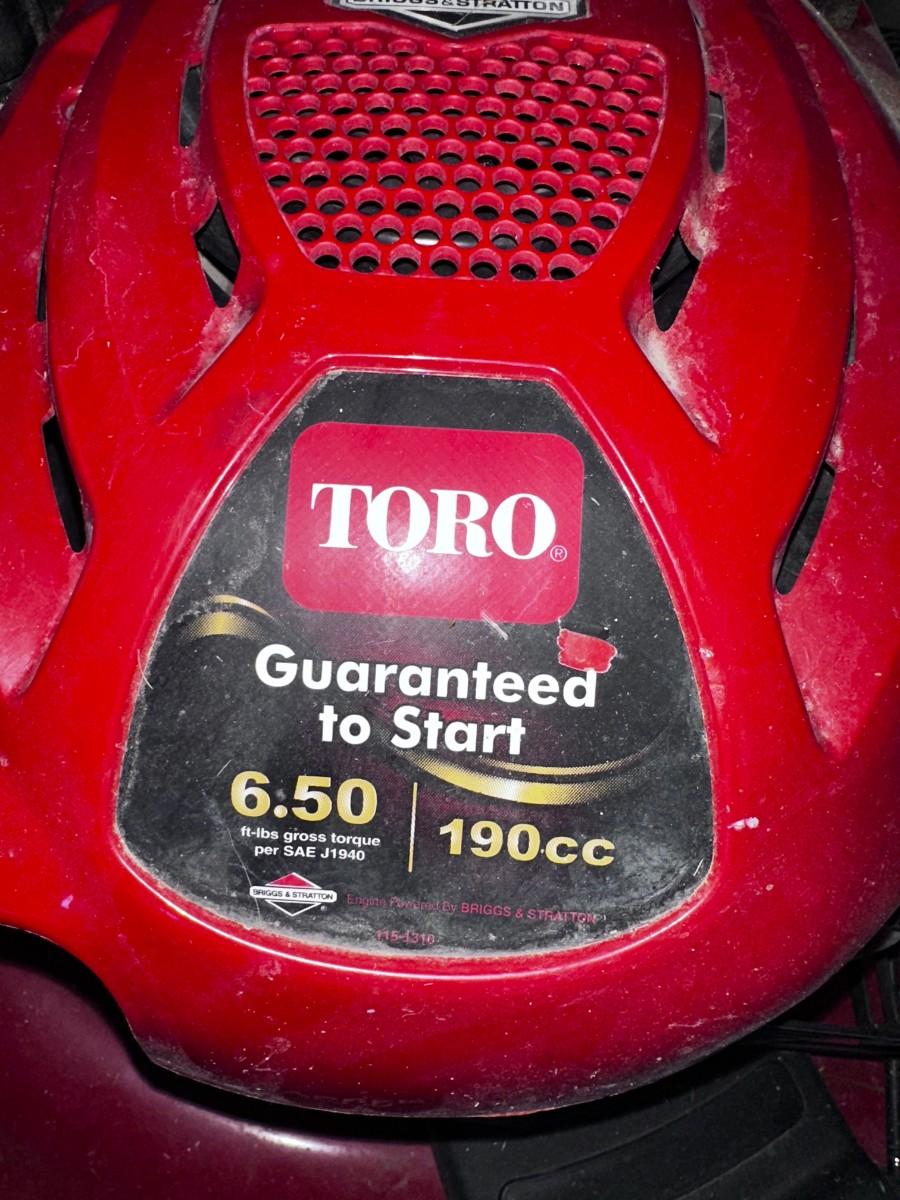 BRIGGS & STRATTON
TORO®
Guaranteed
to Start
6.50
ft-lbs gross torque
per SAE J1940
190cc
BRIGGS & STRATTON
®
Engine Powered By BRIGGS & STRATTON
115-1310